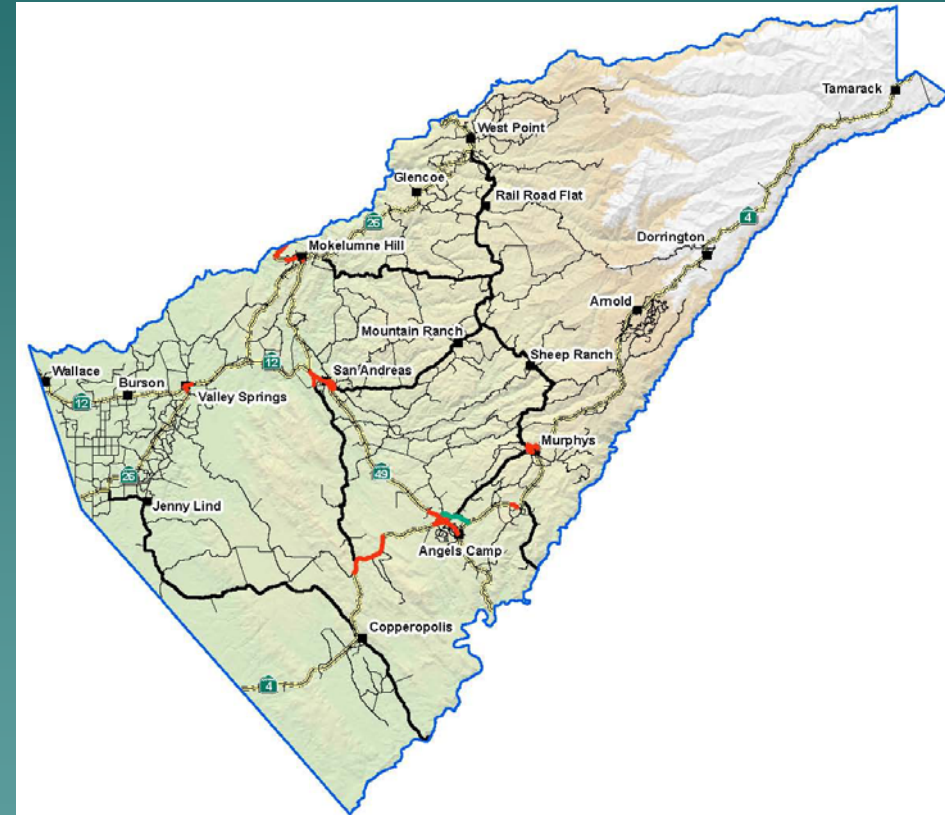 Tamarack
West Point
Glencoe
Rail Road Flat
4
26
Dorrington
Mokelumne Hill
Arnold
Mountain Ranch
Sheep Ranch
12
Wallace
San Andreas
Burson
12
Valley Springs
Murphys
49
26
Jenny Lind
Angels Camp
Copperopolis
4